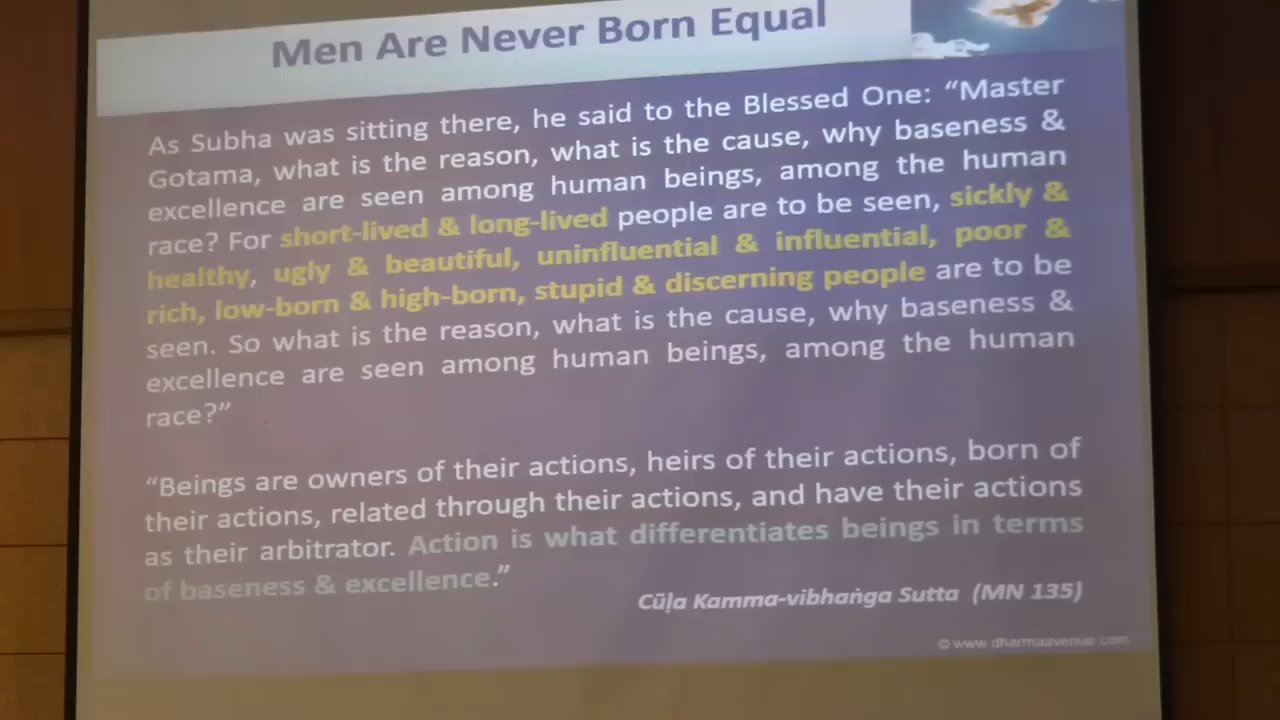 Men Are Never Born Equal
As Subha was sitting there, he said to the Blessed One: “Master
Gotama, what is the reason, what is the cause, why baseness &
excellence are seen among human beings, among the human
race? For short-lived & long-lived people are to be seen, sickly &
healthy, ugly & beautiful, uninfluential & influential, poor &
rich, low-born & high-born, stupid & discerning people are to be
seen. So what is the reason, what is the cause, why baseness &
excellence are seen among human beings, among the human
race?”
“Beings are owners of their actions, heirs of their actions, born of
their actions, related through their actions, and have their actions
as their arbitrator. Action is what differentiates beings in terms
of baseness & excellence.”
Cūḷa Kamma-vibhaṅga Sutta (MN 135)
© www.dharmaavenue.com